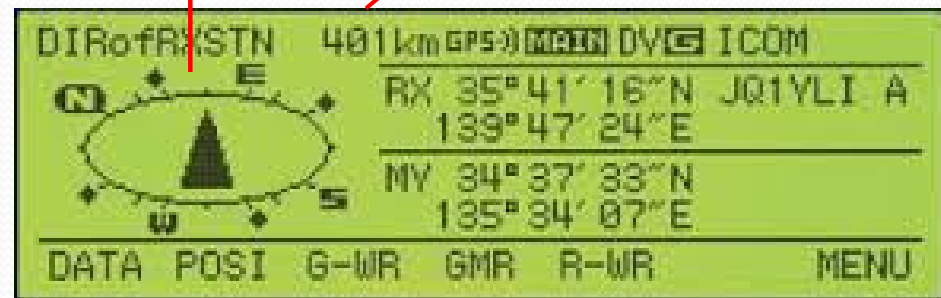 DIRofRXSTN 401km GPS MAIN DV G ICOM
N E S W
RX 35°41′16″N JQ1YLI A
139°47′24″E
MY 34°37′33″N
135°34′07″E
DATA POSI G-WR GMR R-WR MENU